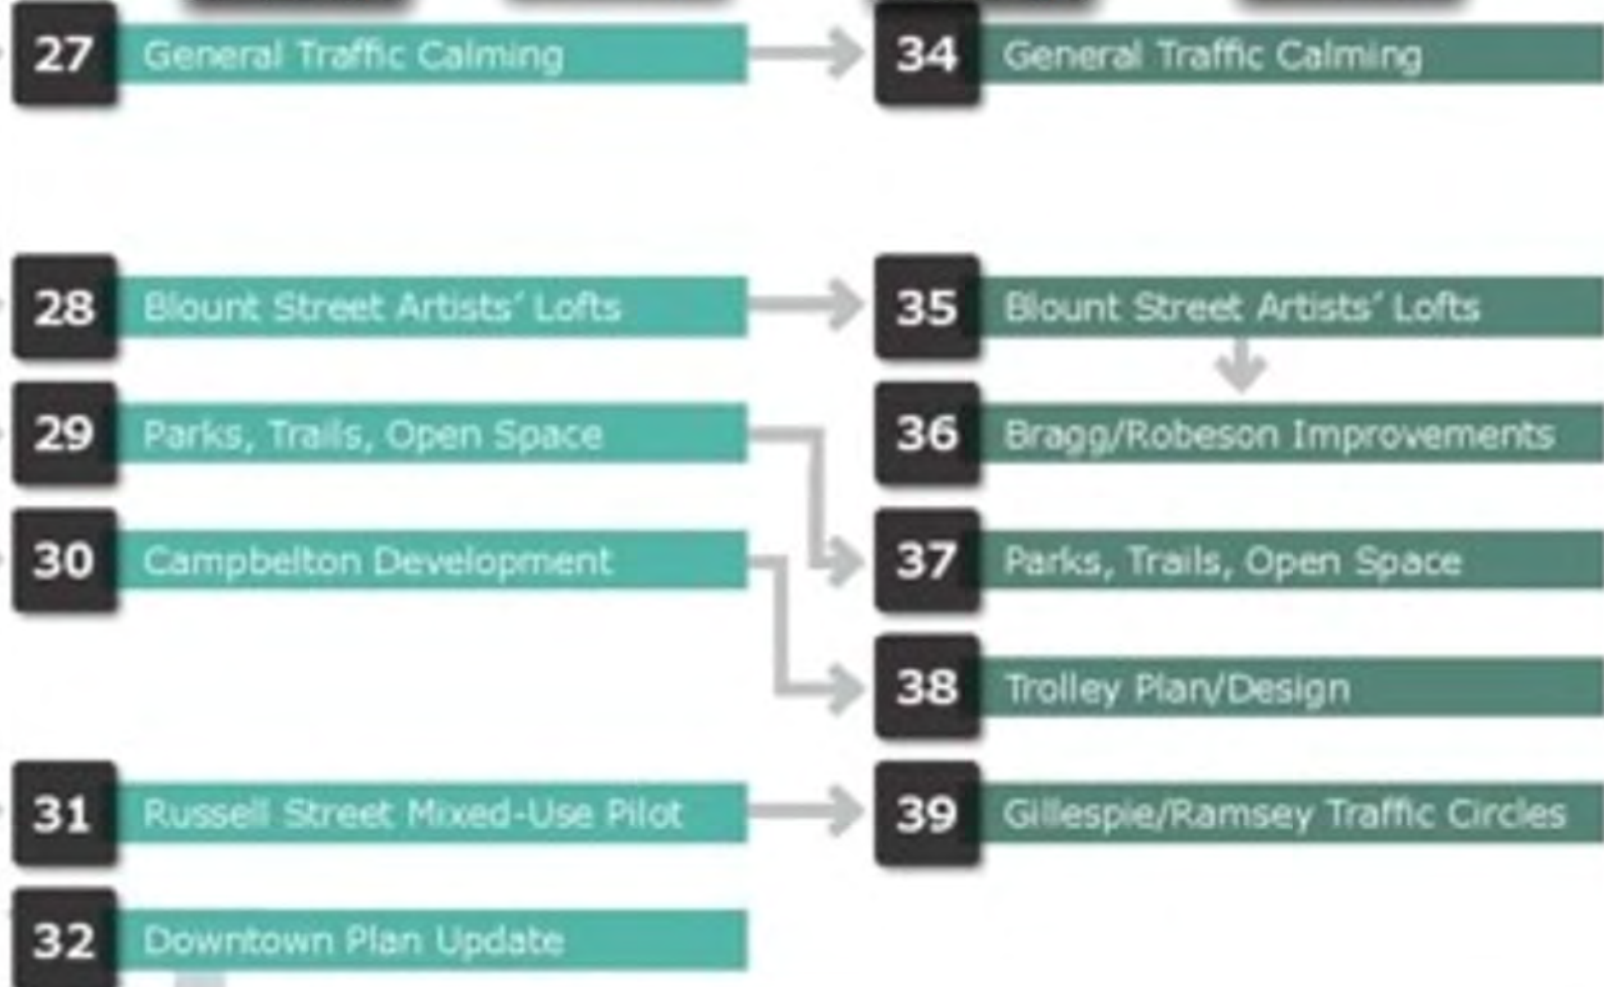 27 General Traffic Calming
34 General Traffic Calming
28 Blount Street Artists’ Lofts
35 Blount Street Artists’ Lofts
29 Parks, Trails, Open Space
36 Bragg/Robeson Improvements
30 Campbelton Development
37 Parks, Trails, Open Space
38 Trolley Plan/Design
31 Russell Street Mixed-Use Pilot
39 Gillespie/Ramsey Traffic Circles
32 Downtown Plan Update